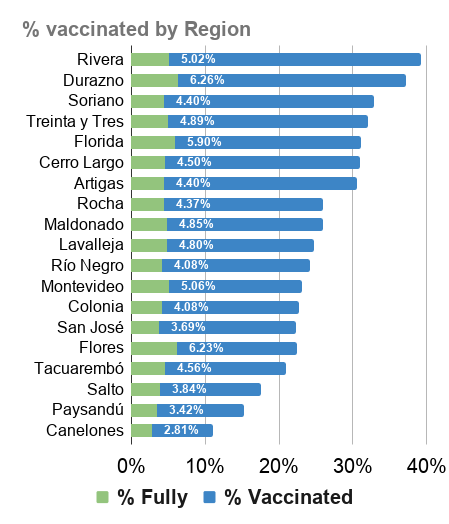 % vaccinated by Region
Rivera 5.02%
Durazno 6.26%
Soriano 4.40%
Treinta y Tres 4.89%
Florida 5.90%
Cerro Largo 4.50%
Artigas 4.40%
Rocha 4.37%
Maldonado 4.85%
Lavalleja 4.80%
Río Negro 4.08%
Montevideo 5.06%
Colonia 4.08%
San José 3.69%
Flores 6.23%
Tacuarembó 4.56%
Salto 3.84%
Paysandú 3.42%
Canelones 2.81%
0% 10% 20% 30% 40%
% Fully % Vaccinated